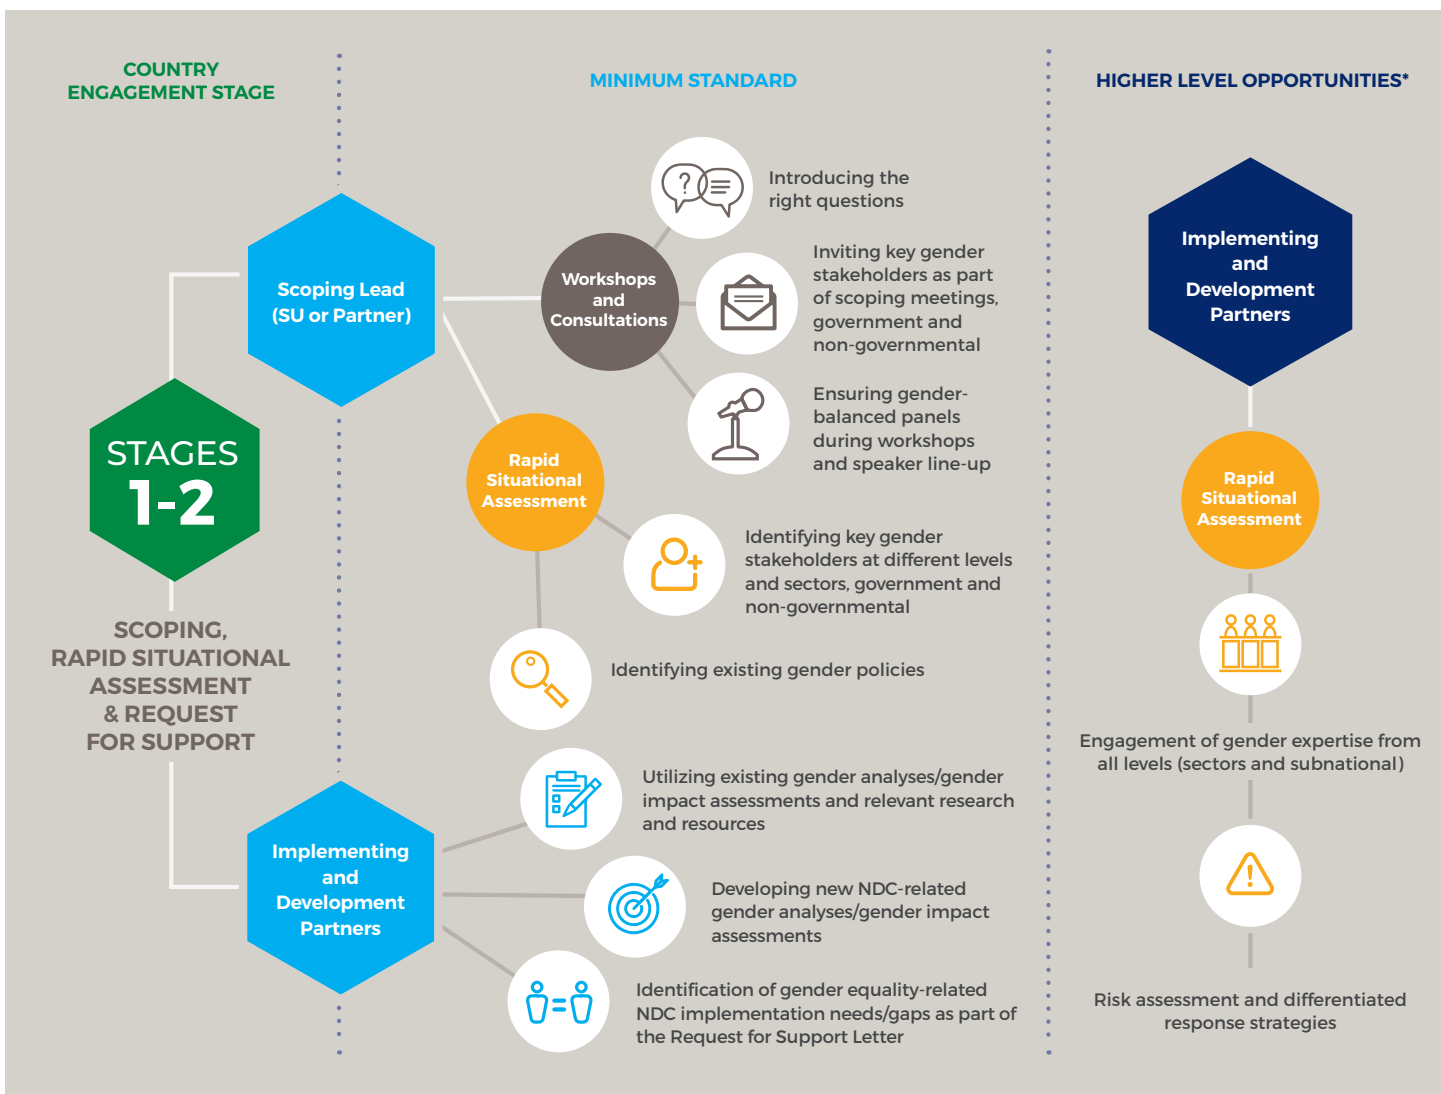 COUNTRY
ENGAGEMENT STAGE
MINIMUM STANDARD
HIGHER LEVEL OPPORTUNITIES*
STAGES
1-2
SCOPING,
RAPID SITUATIONAL
ASSESSMENT
& REQUEST
FOR SUPPORT
Scoping Lead
(SU or Partner)
Workshops
and
Consultations
?
Introducing the
right questions
Inviting key gender
stakeholders as part
of scoping meetings,
government and
non-governmental
Ensuring gender-
balanced panels
during workshops
and speaker line-up
Rapid
Situational
Assessment
Identifying key gender
stakeholders at different levels
and sectors, government and
non-governmental
Identifying existing gender policies
Implementing
and
Development
Partners
Utilizing existing gender analyses/gender
impact assessments and relevant research
and resources
Developing new NDC-related
gender analyses/gender impact
assessments
Identification of gender equality-related
NDC implementation needs/gaps as part of
the Request for Support Letter
Implementing
and
Development
Partners
Rapid
Situational
Assessment
Engagement of gender expertise from
all levels (sectors and subnational)
Risk assessment and differentiated
response strategies